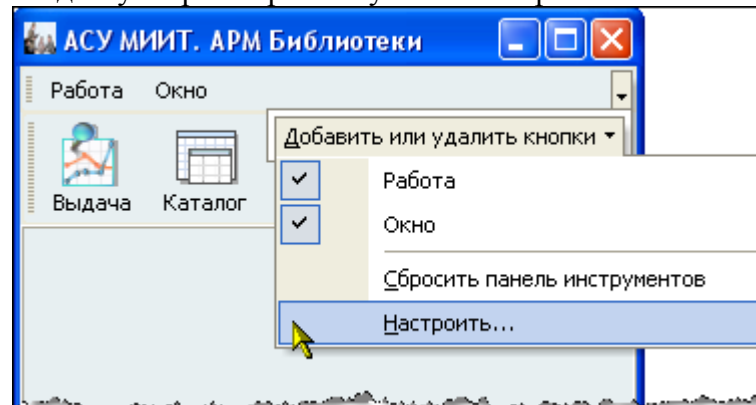 АСУ МИИТ. АРМ Библиотеки
Работа Окно
Добавить или удалить кнопки
Выдача Каталог
Работа
Окно
Сбросить панель инструментов
Настроить...